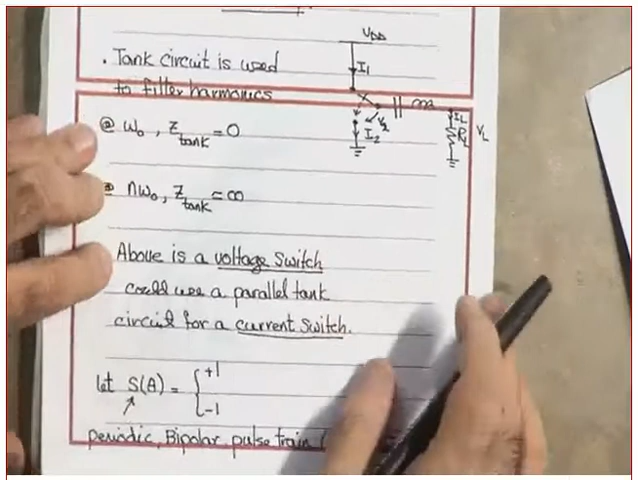 VDD
. Tank circuit is used
I1
to filter harmonics
V2
I2
IL
RL
VL
@ ω0 , Ztank = 0
nω0 , Ztank = ∞
Above is a voltage switch
could use a parallel tank
circuit for a current switch.
let S(θ) = { +1
-1
periodic, Bipolar pulse train (